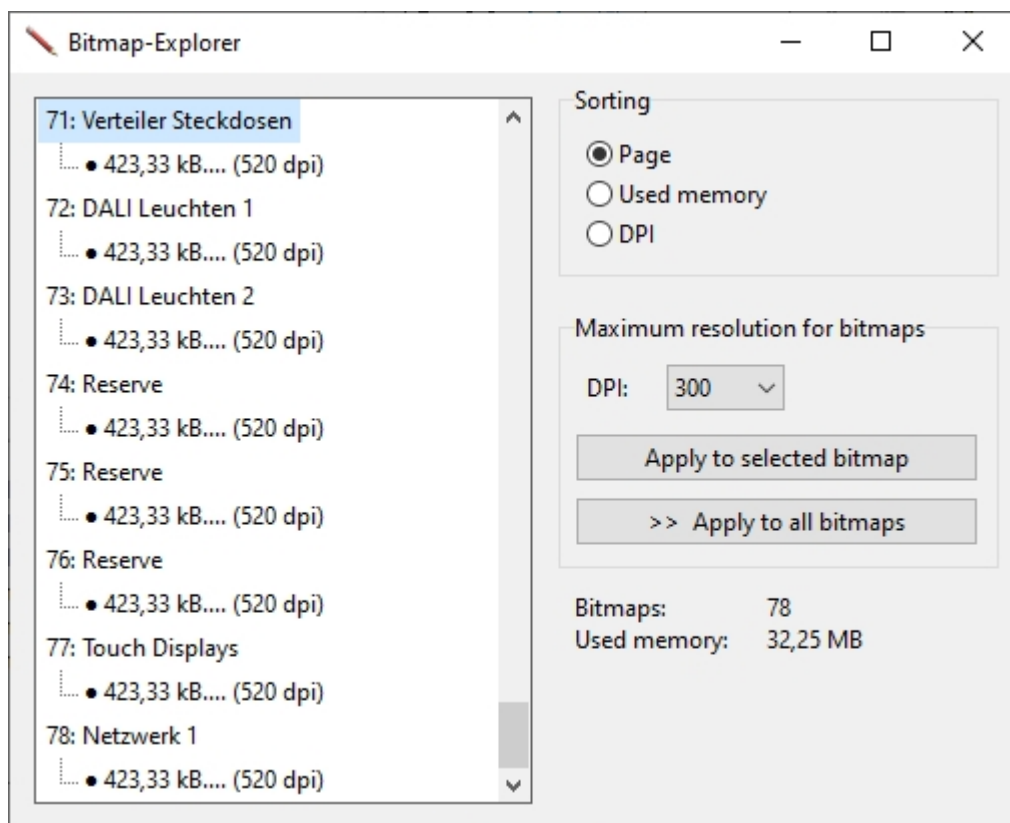 Bitmap-Explorer
71: Verteiler Steckdosen
● 423,33 kB.... (520 dpi)
72: DALI Leuchten 1
● 423,33 kB.... (520 dpi)
73: DALI Leuchten 2
● 423,33 kB.... (520 dpi)
74: Reserve
● 423,33 kB.... (520 dpi)
75: Reserve
● 423,33 kB.... (520 dpi)
76: Reserve
● 423,33 kB.... (520 dpi)
77: Touch Displays
● 423,33 kB.... (520 dpi)
78: Netzwerk 1
● 423,33 kB.... (520 dpi)
Sorting
Page
Used memory
DPI
Maximum resolution for bitmaps
DPI: 300
Apply to selected bitmap
>> Apply to all bitmaps
Bitmaps: 78
Used memory: 32,25 MB